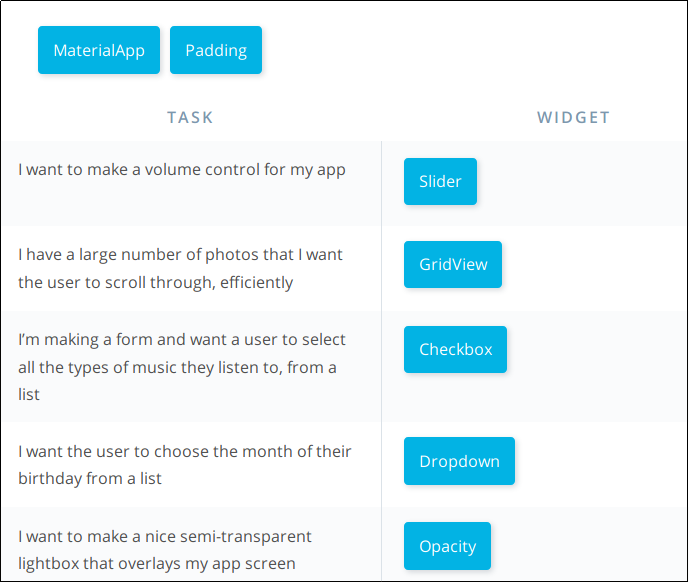 MaterialApp Padding
TASK WIDGET
I want to make a volume control for my app
Slider
I have a large number of photos that I want
the user to scroll through, efficiently
GridView
I’m making a form and want a user to select
all the types of music they listen to, from a
list
Checkbox
I want the user to choose the month of their
birthday from a list
Dropdown
I want to make a nice semi-transparent
lightbox that overlays my app screen
Opacity